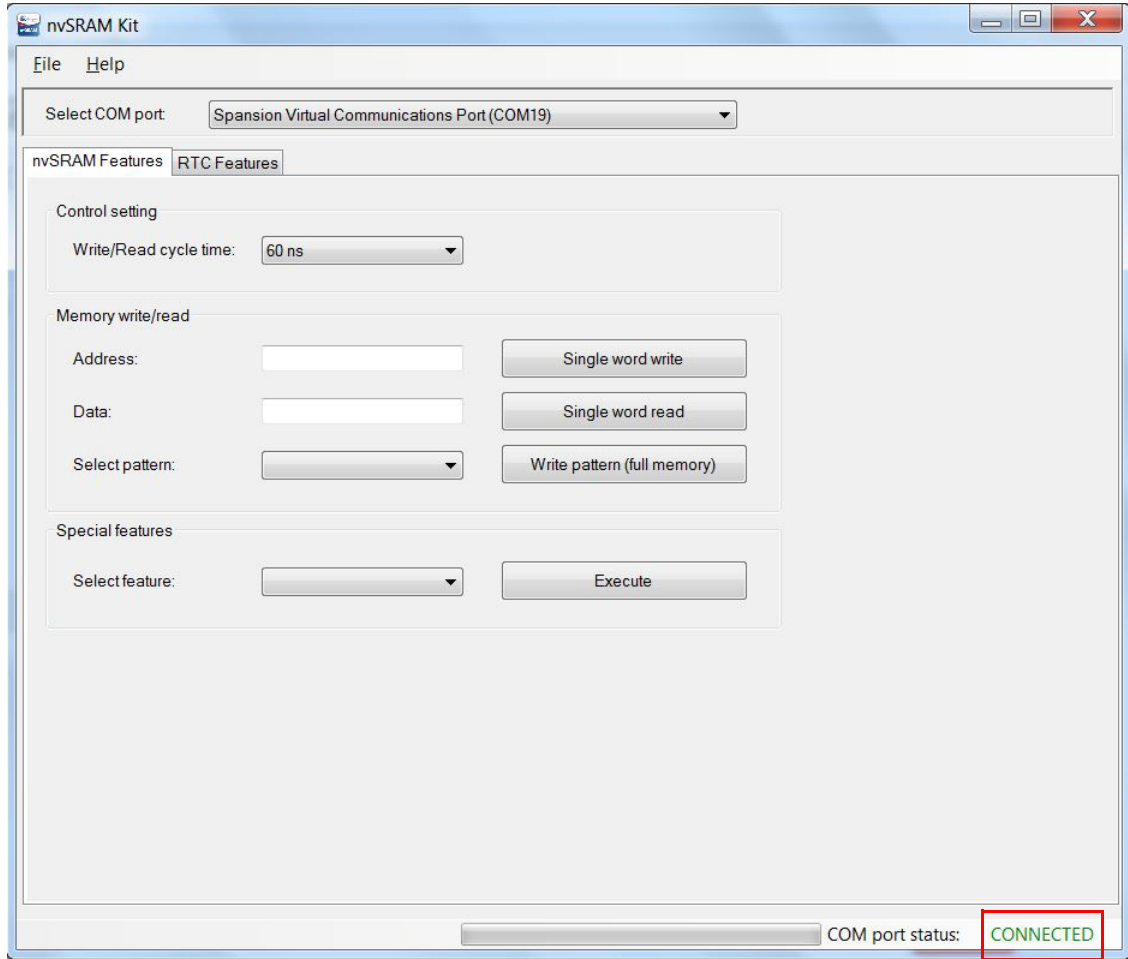 nvSRAM Kit
File Help
Select COM port: Spansion Virtual Communications Port (COM19)
nvSRAM Features RTC Features
Control setting
Write/Read cycle time: 60 ns
Memory write/read
Address: Single word write
Data: Single word read
Select pattern: Write pattern (full memory)
Special features
Select feature: Execute
COM port status: CONNECTED